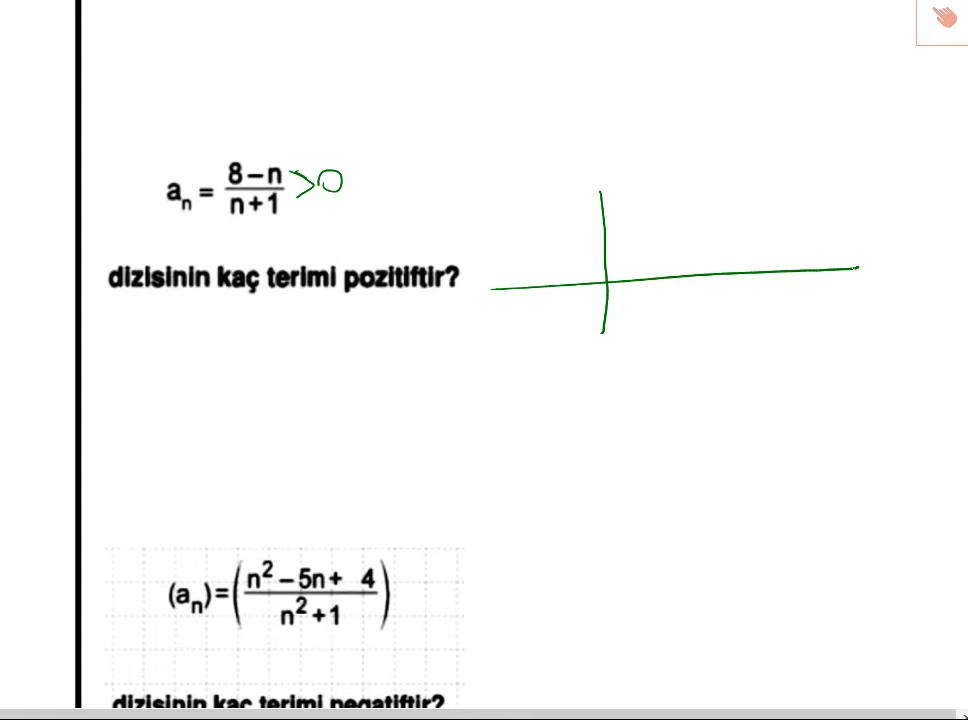 aₙ = (8-n)/(n+1) >0
dizisinin kaç terimi pozitiftir?
(aₙ)=((n²-5n+ 4)/(n²+1))
dizisinin kaç terimi negatiftir?